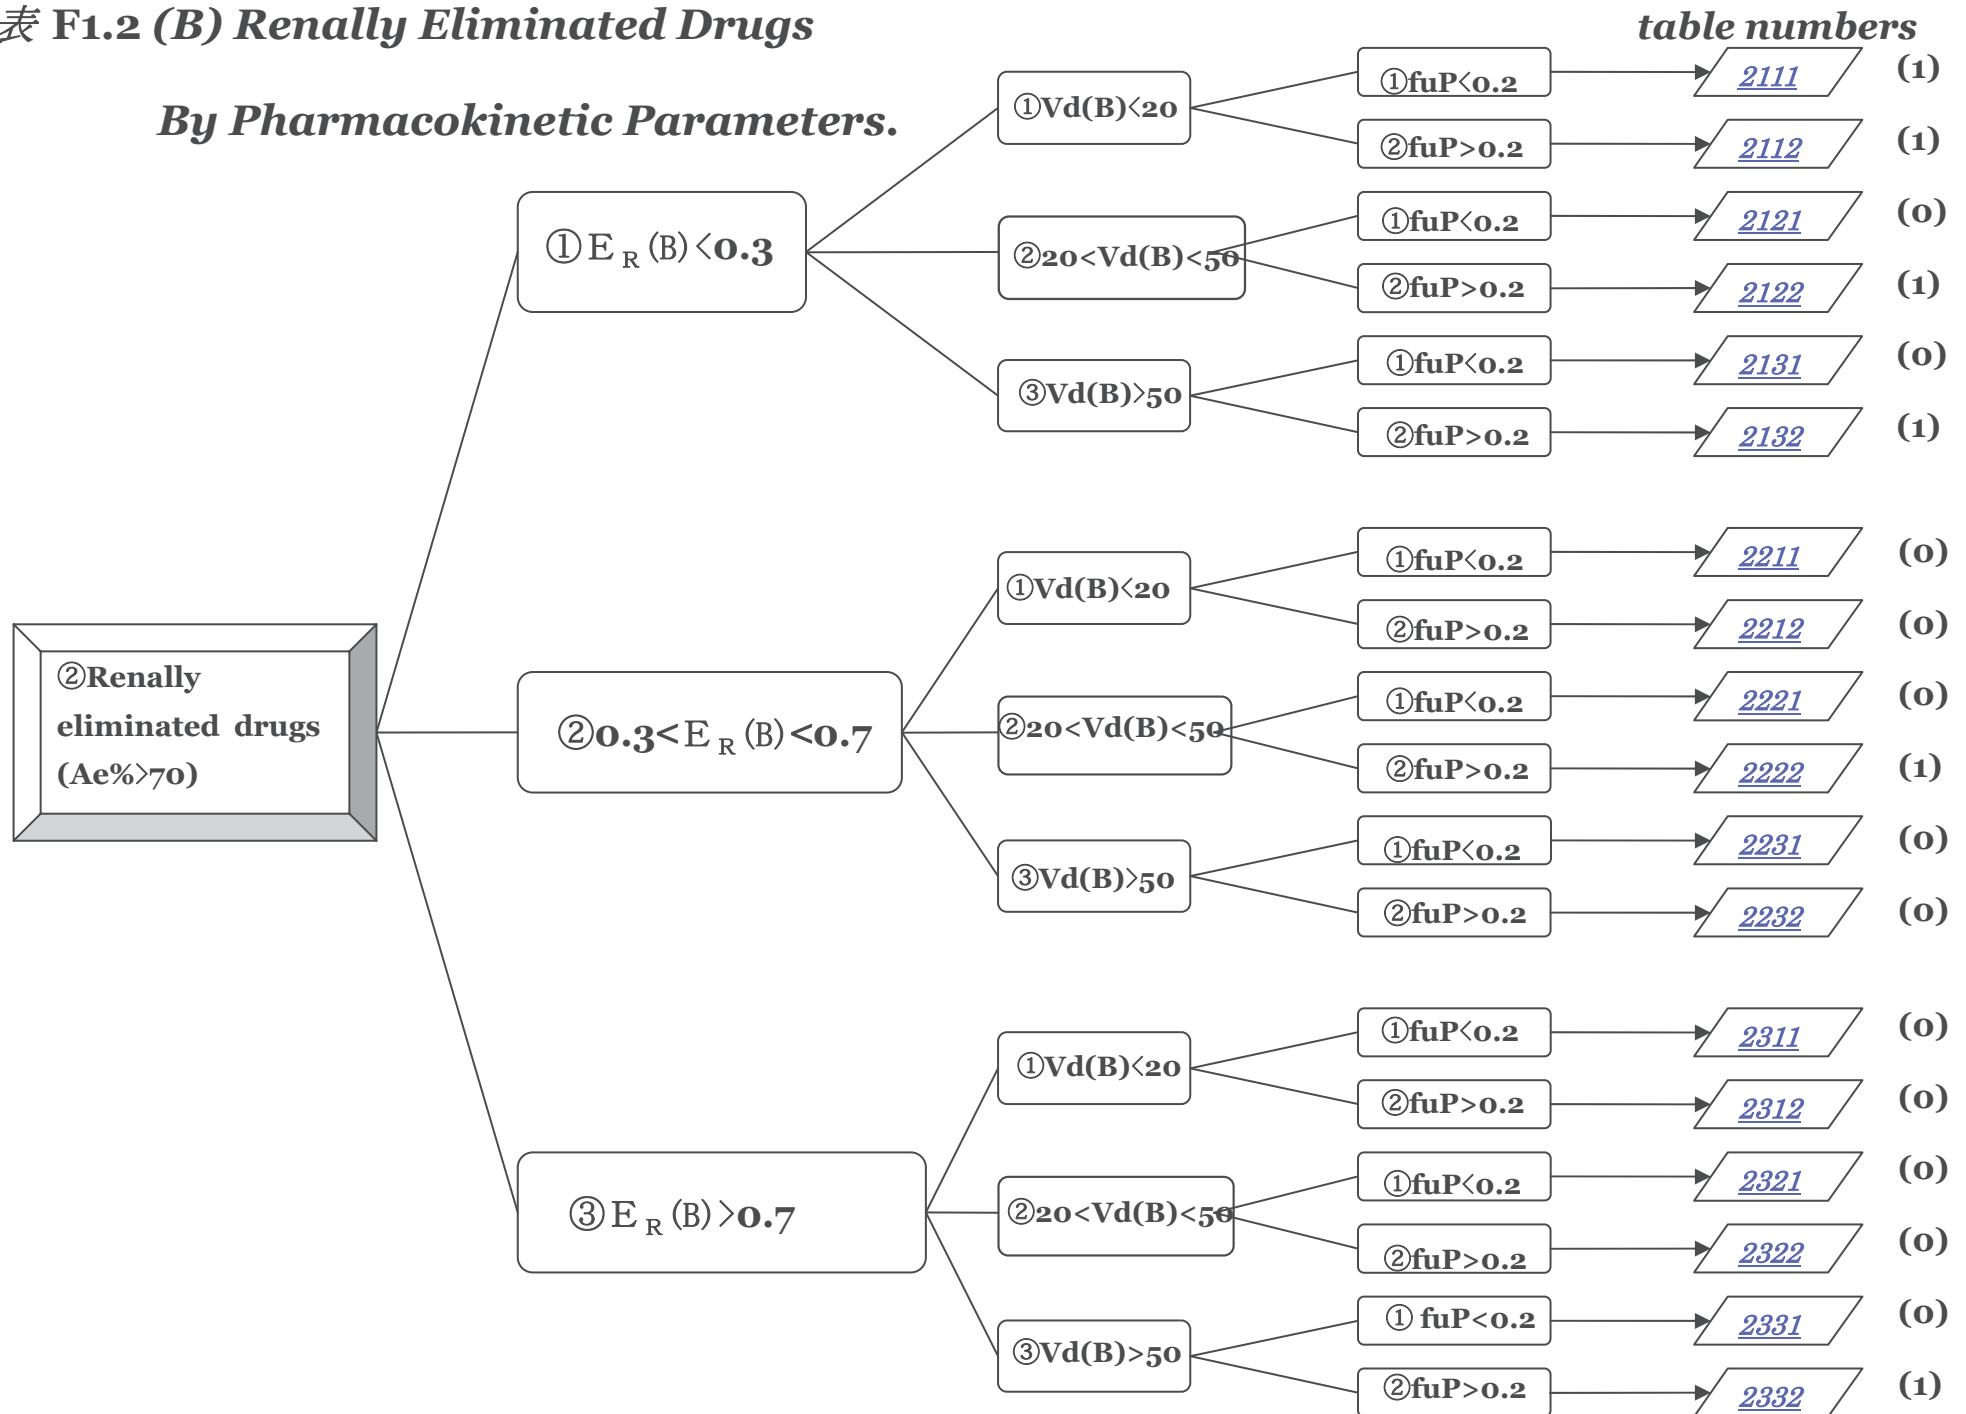 表 F1.2 (B) Renally Eliminated Drugs
table numbers
By Pharmacokinetic Parameters.
②Renally
eliminated drugs
(Ae%>70)
①E R (B)<0.3
①Vd(B)<20
①fuP<0.2
2111
(1)
②fuP>0.2
2112
(1)
②20<Vd(B)<50
①fuP<0.2
2121
(0)
②fuP>0.2
2122
(1)
③Vd(B)>50
①fuP<0.2
2131
(0)
②fuP>0.2
2132
(1)
②0.3<E R (B)<0.7
①Vd(B)<20
①fuP<0.2
2211
(0)
②fuP>0.2
2212
(0)
②20<Vd(B)<50
①fuP<0.2
2221
(0)
②fuP>0.2
2222
(1)
③Vd(B)>50
①fuP<0.2
2231
(0)
②fuP>0.2
2232
(0)
③E R (B)>0.7
①Vd(B)<20
①fuP<0.2
2311
(0)
②fuP>0.2
2312
(0)
②20<Vd(B)<50
①fuP<0.2
2321
(0)
②fuP>0.2
2322
(0)
③Vd(B)>50
① fuP<0.2
2331
(0)
②fuP>0.2
2332
(1)